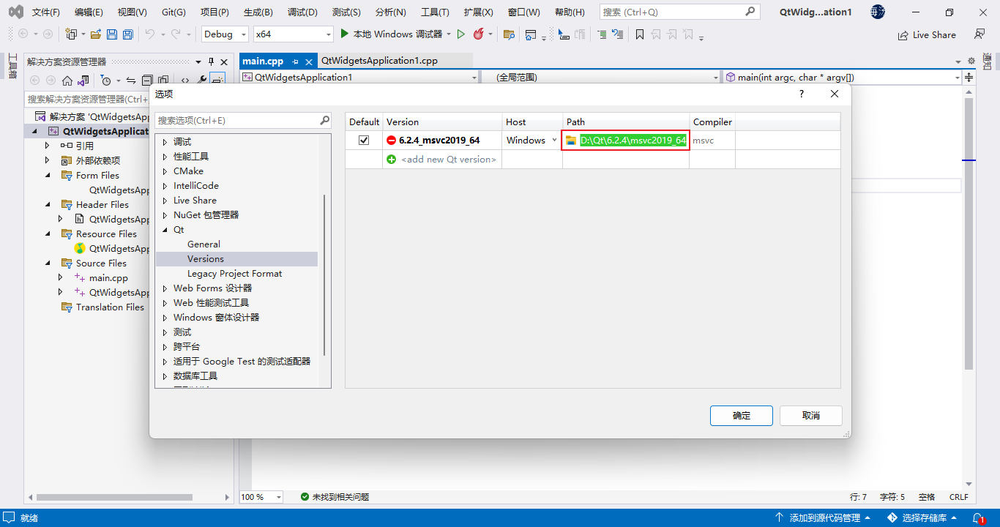 文件(F) 编辑(E) 视图(V) Git(G) 项目(P) 生成(B) 调试(D) 测试(S) 分析(N) 工具(T) 扩展(X) 窗口(W) 帮助(H) 搜索 (Ctrl+Q) QtWidg...ation1
Debug x64 本地 Windows 调试器 Live Share
工具箱
解决方案资源管理器
main.cpp QtWidgetsApplication1.cpp
通知
QtWidgetsApplication1 (全局范围) main(int argc, char * argv[])
搜索解决方案资源管理器(Ctrl+
解决方案 'QtWidgetsApp
QtWidgetsApplicat
引用
外部依赖项
Form Files
QtWidgetsApp
Header Files
QtWidgetsApp
Resource Files
QtWidgetsApp
Source Files
main.cpp
QtWidgetsApp
Translation Files
选项 ?
搜索选项(Ctrl+E)
调试
性能工具
CMake
IntelliCode
Live Share
NuGet 包管理器
Qt
General
Versions
Legacy Project Format
Web Forms 设计器
Web 性能测试工具
Windows 窗体设计器
测试
跨平台
适用于 Google Test 的测试适配器
数据库工具
Default Version Host Path Compiler
6.2.4_msvc2019_64 Windows D:\Qt\6.2.4\msvc2019_64 msvc
<add new Qt version>
确定 取消
100 % 未找到相关问题 行: 7 字符: 5 空格 CRLF
就绪 添加到源代码管理 选择存储库 1